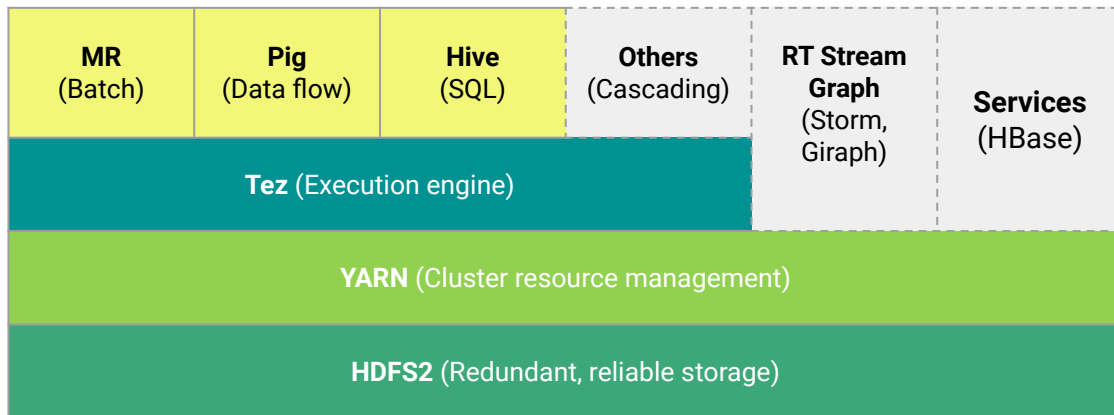 MR
(Batch)
Pig
(Data flow)
Hive
(SQL)
Others
(Cascading)
RT Stream
Graph
(Storm,
Giraph)
Services
(HBase)
Tez (Execution engine)
YARN (Cluster resource management)
HDFS2 (Redundant, reliable storage)